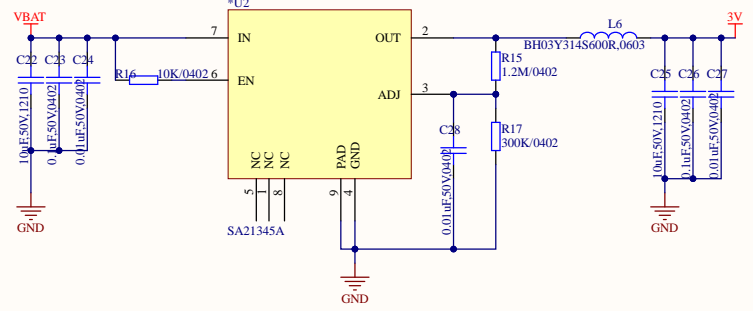 *U2
VBAT
7
IN
OUT
2
L6
3V
BH03Y314S600R,0603
C22
C23
C24
R16
10K/0402
6
EN
ADJ
3
R15
1.2M/0402
C25
C26
C27
10uF,50V,1210
0.1uF,50V,0402
0.01uF,50V,0402
C28
0.01uF,50V,0402
R17
300K/0402
10uF,50V,1210
0.1uF,50V,0402
0.01uF,50V,0402
NC
NC
NC
PAD
GND
5
1
8
9
4
SA21345A
GND
GND
GND